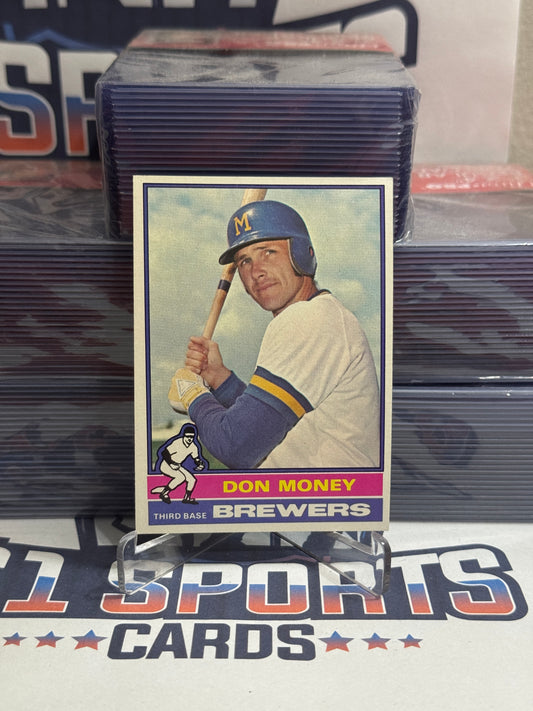 M
DON MONEY
THIRD BASE BREWERS
1 SPORTS
CARDS